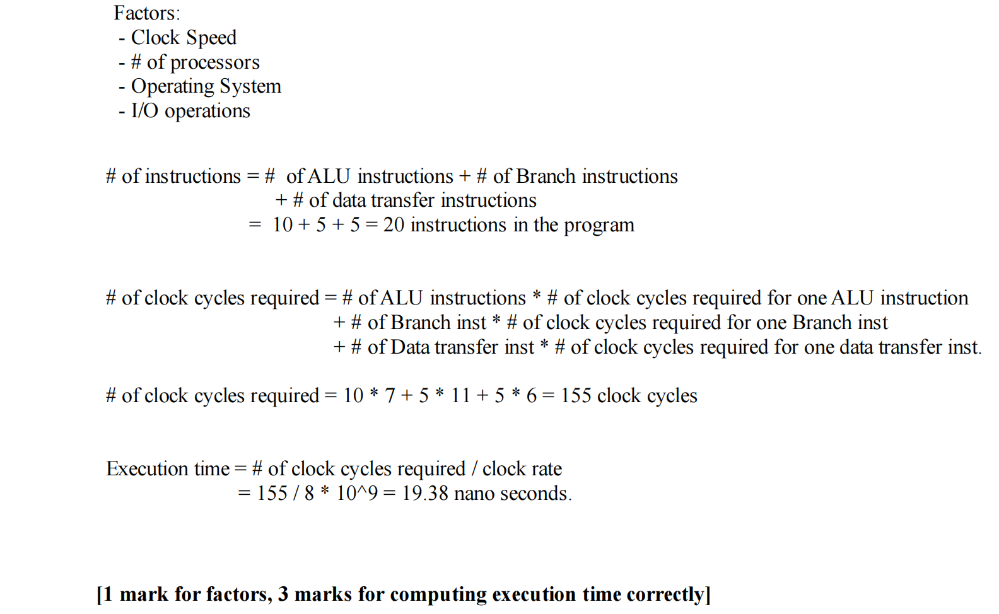 Factors:
- Clock Speed
- # of processors
- Operating System
- I/O operations
# of instructions = # of ALU instructions + # of Branch instructions
+ # of data transfer instructions
= 10 + 5 + 5 = 20 instructions in the program
# of clock cycles required = # of ALU instructions * # of clock cycles required for one ALU instruction
+ # of Branch inst * # of clock cycles required for one Branch inst
+ # of Data transfer inst * # of clock cycles required for one data transfer inst.
# of clock cycles required = 10 * 7 + 5 * 11 + 5 * 6 = 155 clock cycles
Execution time = # of clock cycles required / clock rate
= 155 / 8 * 10^9 = 19.38 nano seconds.
[1 mark for factors, 3 marks for computing execution time correctly]